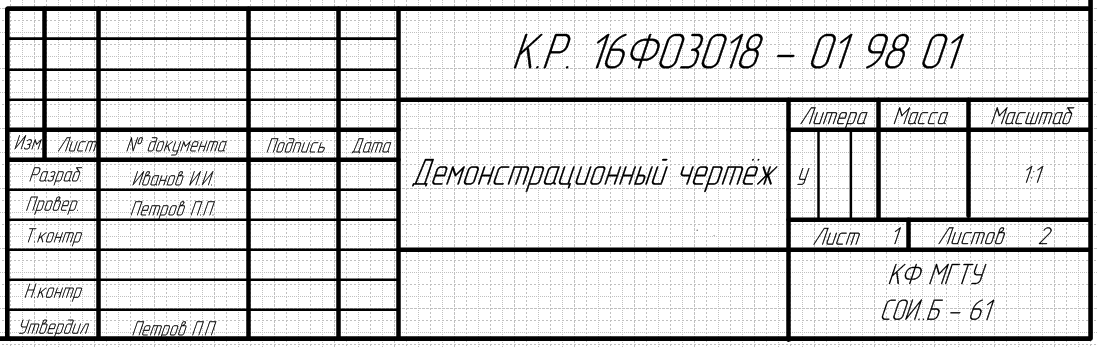 К.Р. 16Ф03018 - 01 98 01
Литера Масса Масштаб
Изм. Лист № документа Подпись Дата
Разраб. Иванов И.И.
Демонстрационный чертёж у 1:1
Провер. Петров П.П.
Т.контр Лист 1 Листов 2
Н.контр КФ МГТУ
СОИ..Б - 61
Утвердил Петров П.П.